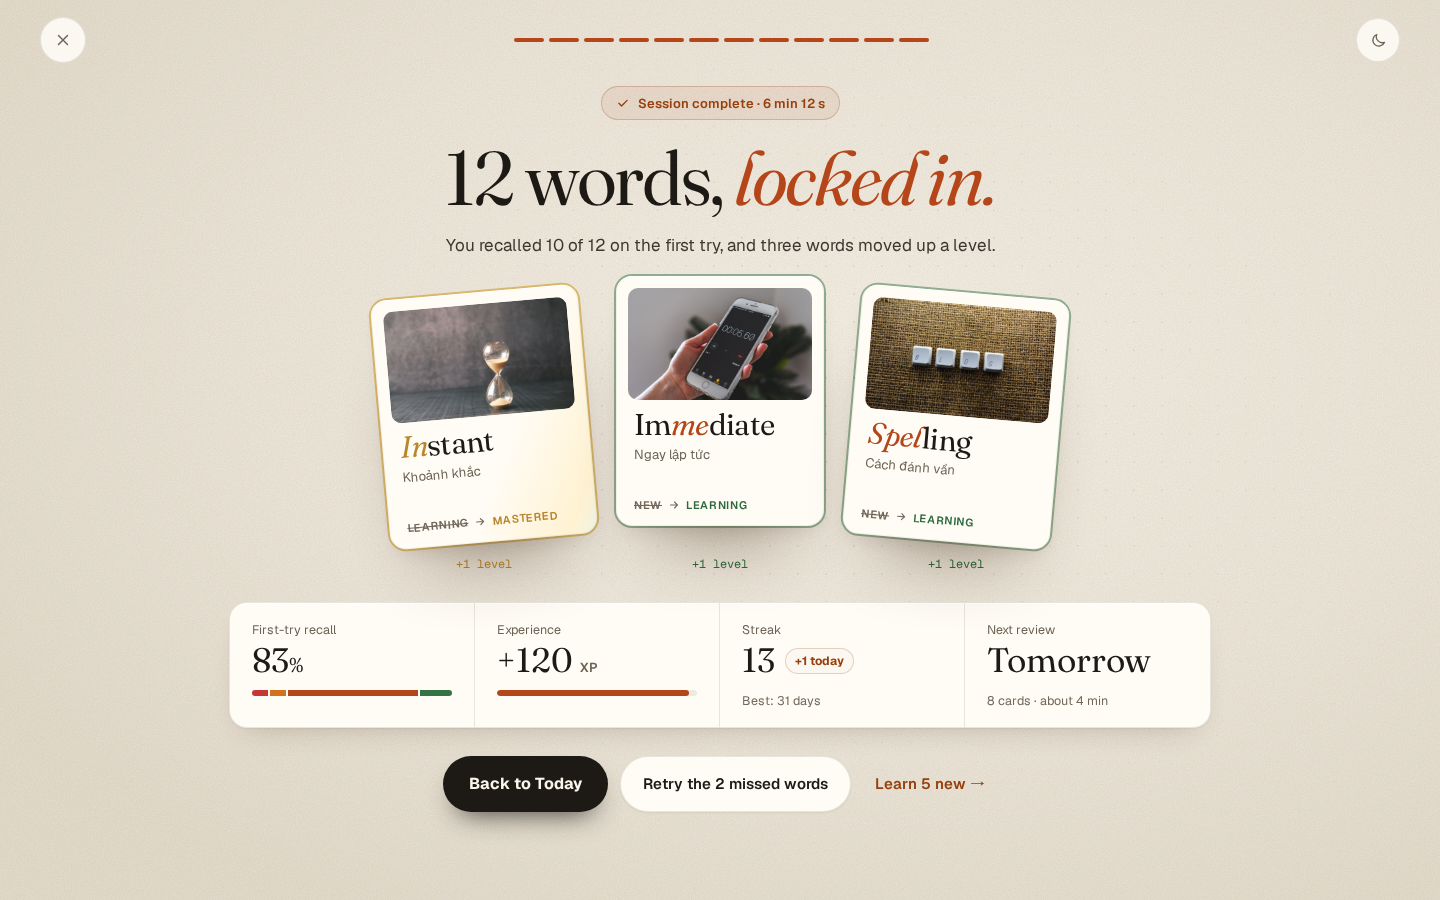 Session complete · 6 min 12 s
12 words, locked in.
You recalled 10 of 12 on the first try, and three words moved up a level.
Instant
Khoảnh khắc
LEARNING → MASTERED
+1 level
00:05.60
Immediate
Ngay lập tức
NEW → LEARNING
+1 level
Spelling
Cách đánh vần
NEW → LEARNING
+1 level
First-try recall
83%
Experience
+120 XP
Streak
13 +1 today
Best: 31 days
Next review
Tomorrow
8 cards · about 4 min
Back to Today
Retry the 2 missed words
Learn 5 new →